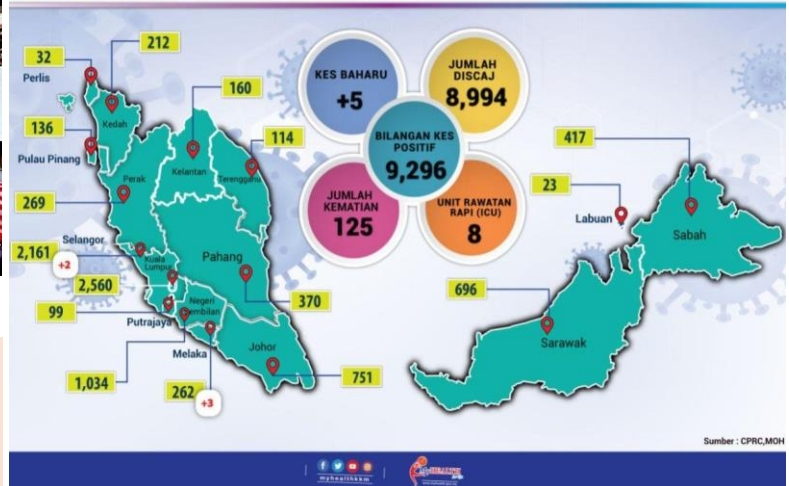 212
32
Perlis
160
Kedah
136
Pulau Pinang
114
Kelantan
Terengganu
Perak
269
Selangor
2,161
+2
Kuala
Lumpur
Pahang
2,560
99
Putrajaya
Negeri
Sembilan
370
Melaka
Johor
1,034
262
+3
751
KES BAHARU
+5
JUMLAH
DISCAJ
8,994
BILANGAN KES
POSITIF
9,296
JUMLAH
KEMATIAN
125
UNIT RAWATAN
RAPI (ICU)
8
417
23
Labuan
Sabah
696
Sarawak
Sumber : CPRC,MOH
myhealthkkm